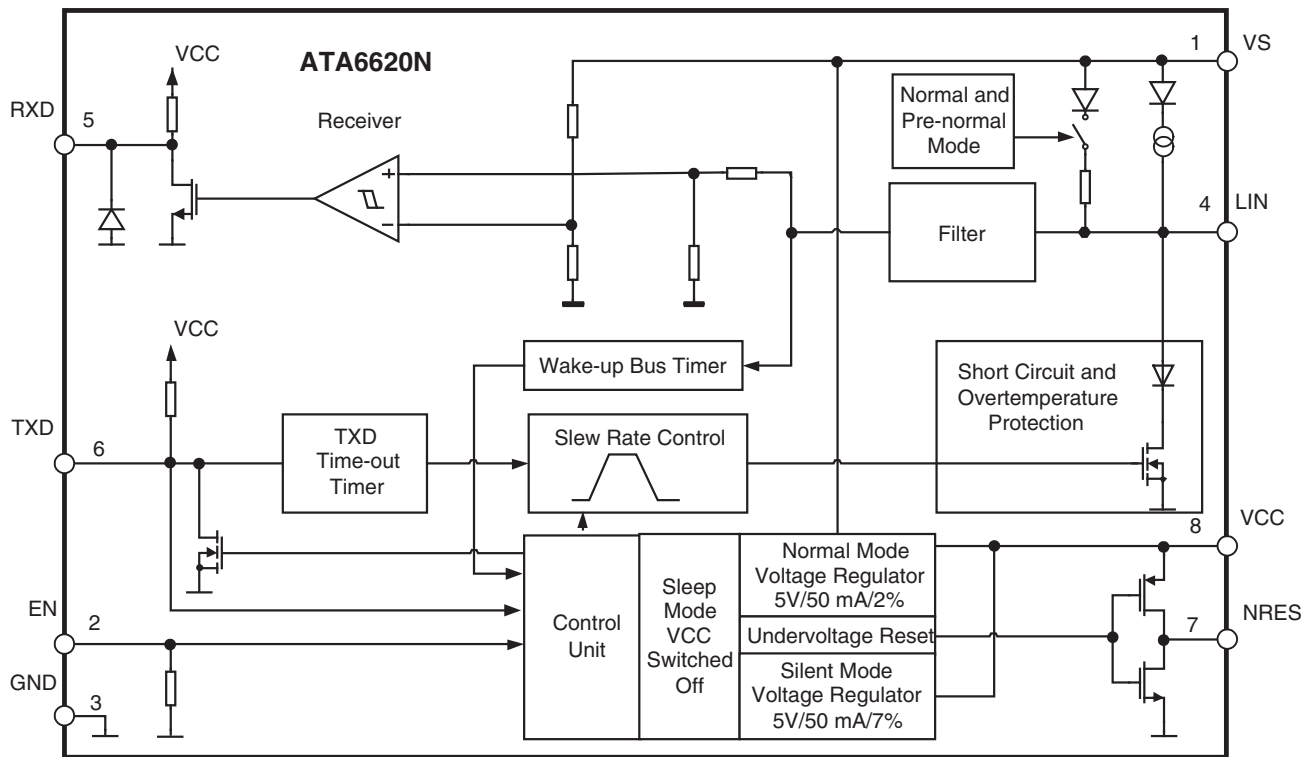 VCC
ATA6620N
1
VS
RXD
5
Receiver
Normal and
Pre-normal
Mode
+
−
4
LIN
Filter
VCC
Wake-up Bus Timer
Short Circuit and
Overtemperature
Protection
TXD
6
TXD
Time-out
Timer
Slew Rate Control
8
VCC
EN
2
Control
Unit
Sleep
Mode
VCC
Switched
Off
Normal Mode
Voltage Regulator
5V/50 mA/2%
Undervoltage Reset
Silent Mode
Voltage Regulator
5V/50 mA/7%
7
NRES
GND
3